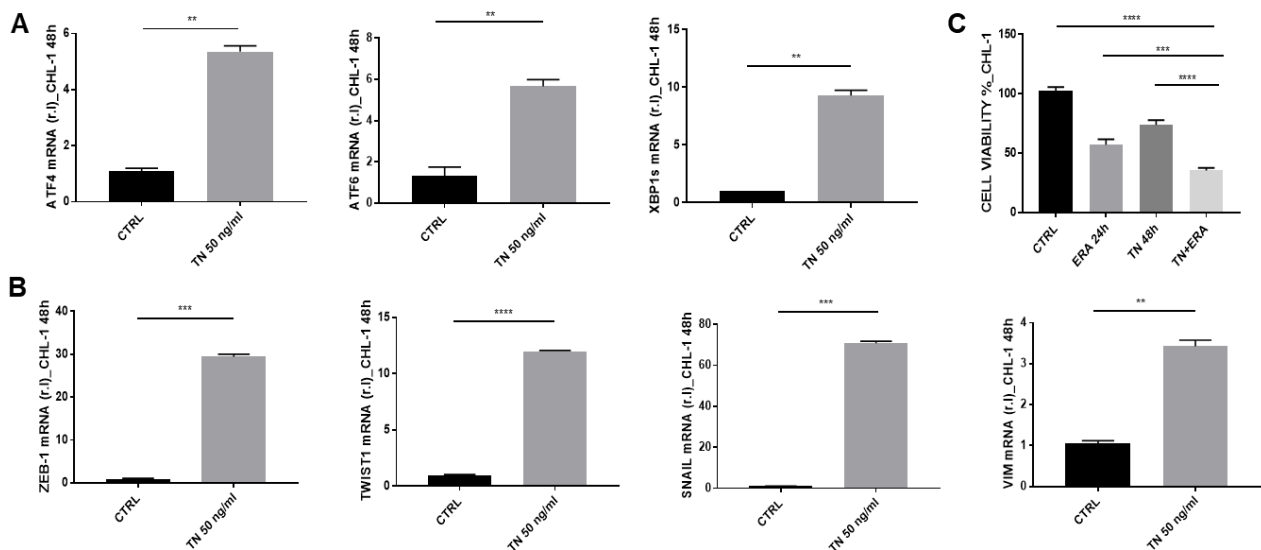 A
ATF4 mRNA (r.l)_CHL-1 48h
6
4
2
0
**
CTRL
TN 50 ng/ml
ATF6 mRNA (r.l)_CHL-1 48h
8
6
4
2
0
**
CTRL
TN 50 ng/ml
XBP1s mRNA (r.l)_CHL-1 48h
15
10
5
0
**
CTRL
TN 50 ng/ml
C
CELL VIABILITY %_CHL-1
150
100
50
0
****
***
****
CTRL
ERA 24h
TN 48h
TN+ERA
B
ZEB-1 mRNA (r.l)_CHL-1 48h
40
30
20
10
0
***
CTRL
TN 50 ng/ml
TWIST1 mRNA (r.l)_CHL-1 48h
15
10
5
0
****
CTRL
TN 50 ng/ml
SNAIL mRNA (r.l)_CHL-1 48h
80
60
40
20
0
***
CTRL
TN 50 ng/ml
VIM mRNA (r.l)_CHL-1 48h
4
3
2
1
0
**
CTRL
TN 50 ng/ml